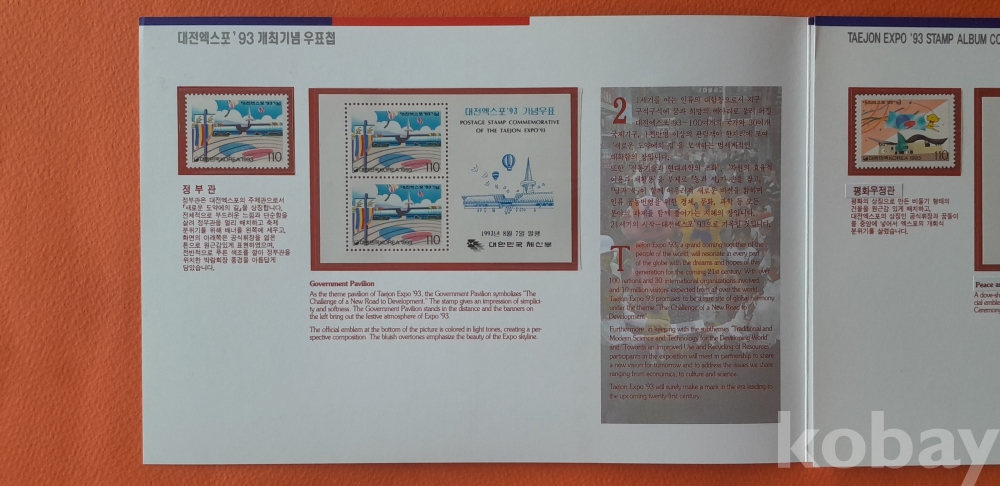 대전엑스포 '93 개최기념 우표첩
TAEJON EXPO '93 STAMP ALBUM CO
110
대전엑스포'93 기념우표
POSTAGE STAMP COMMEMORATIVE
OF THE TAEJON EXPO'93
110
110
1993년 8월 7일 발행
대한민국 체신부
정부관
정부관은 대전엑스포의 주제관으로서
「새로운 도약에의 길」을 상징합니다.
전체적으로 부드러운 느낌과 단순함을
살려 정부관을 멀리 배치하고 축제
분위기를 위해 배너를 왼쪽에 세우고,
화면의 아래쪽은 공식휘장을 엷은
톤으로 원근감있게 표현하였으며,
전반적으로 푸른 색조를 깔아 정부관을
위치한 박람회장 풍경을 아름답게
담았습니다.
Government Pavilion
As the theme pavilion of Taejon Expo '93, the Government Pavilion symbolizes "The
Challenge of a New Road to Development." The stamp gives an impression of simplici-
ty and softness. The Government Pavilion stands in the distance and the banners on
the left bring out the festive atmosphere of Expo '93.
The official emblem at the bottom of the picture is colored in light tones, creating a per-
spective composition. The bluish overtones emphasize the beauty of the Expo skyline.
2
Taejon Expo '93, a grand coming together of the
people of the world, will resonate in every part
of the globe with the dreams and hopes of this
generation for the coming 21st century. With over
100 nations and 30 international organizations involved,
and 10 million visitors expected from all over the world,
Taejon Expo '93 promises to be a true site of global harmony
under the theme "The Challenge of a New Road to
Development."
Furthermore, in keeping with the subthemes "Traditional and
Modern Science and Technology for the Developing World"
and "Towards an Improved Use and Recycling of Resources,"
participants to the exposition will meet in partnership to share
a new vision for tomorrow and to address the issues we share
ranging from economics, to culture and science.
Taejon Expo '93 will surely make a mark in the era leading to
the upcoming twenty-first century.
110
평화우정관
평화의 상징으로 만든 비둘기 형태의
건물을 원근감 있게 배치하고,
대전엑스포의 상징인 공식휘장과 꿈돌이
를 중앙에 넣어서 엑스포의 개회식
분위기를 살렸습니다.
Peace an
A dove-sh
cial emble
Ceremony
kobay